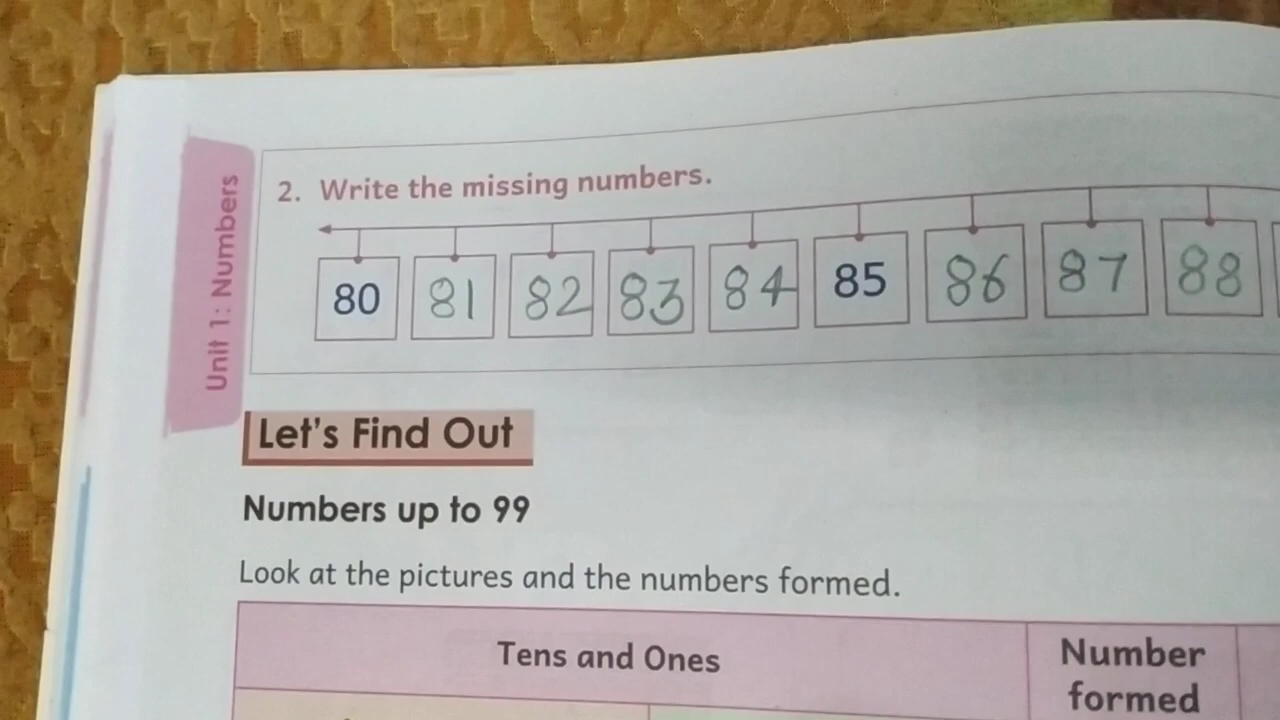 Unit 1: Numbers
2. Write the missing numbers.
80 81 82 83 84 85 86 87 88
Let's Find Out
Numbers up to 99
Look at the pictures and the numbers formed.
Tens and Ones
Number
formed